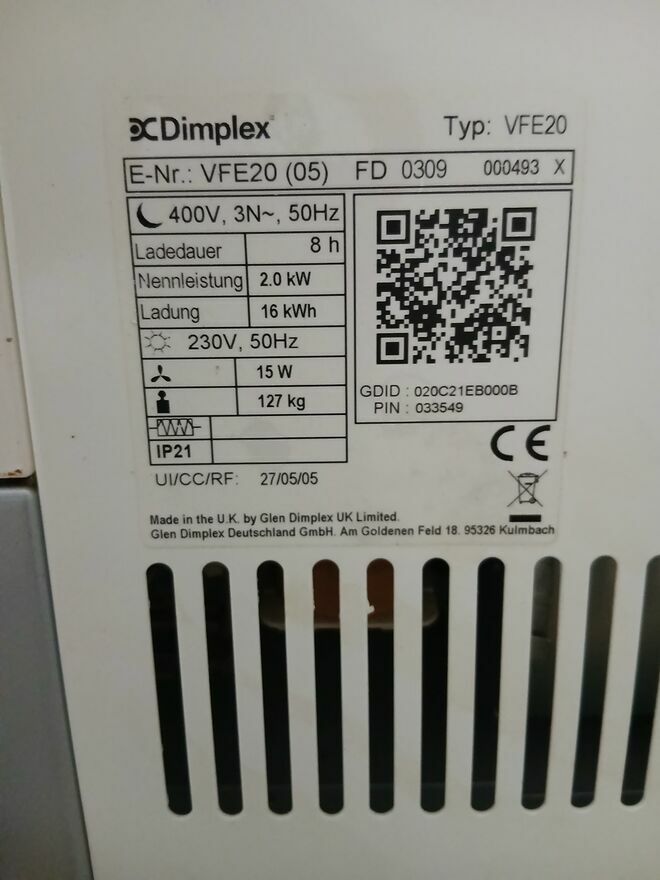 Dimplex
Typ: VFE20
E-Nr.: VFE20 (05) FD 0309 000493 X
400V, 3N~, 50Hz
Ladedauer 8 h
Nennleistung 2.0 kW
Ladung 16 kWh
230V, 50Hz
15 W
127 kg
IP21
GDID : 020C21EB000B
PIN : 033549
CE
UI/CC/RF: 27/05/05
Made in the U.K. by Glen Dimplex UK Limited.
Glen Dimplex Deutschland GmbH. Am Goldenen Feld 18. 95326 Kulmbach